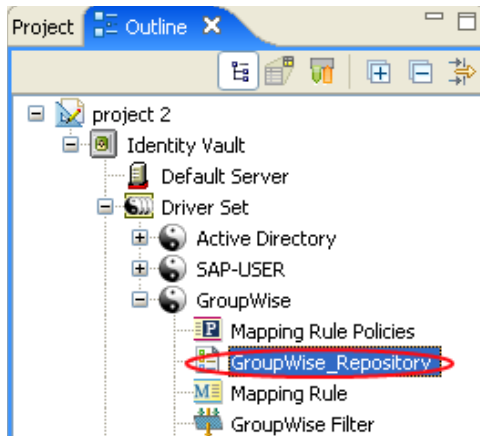 Project Outline
project 2
Identity Vault
Default Server
Driver Set
Active Directory
SAP-USER
GroupWise
Mapping Rule Policies
GroupWise_Repository
Mapping Rule
GroupWise Filter